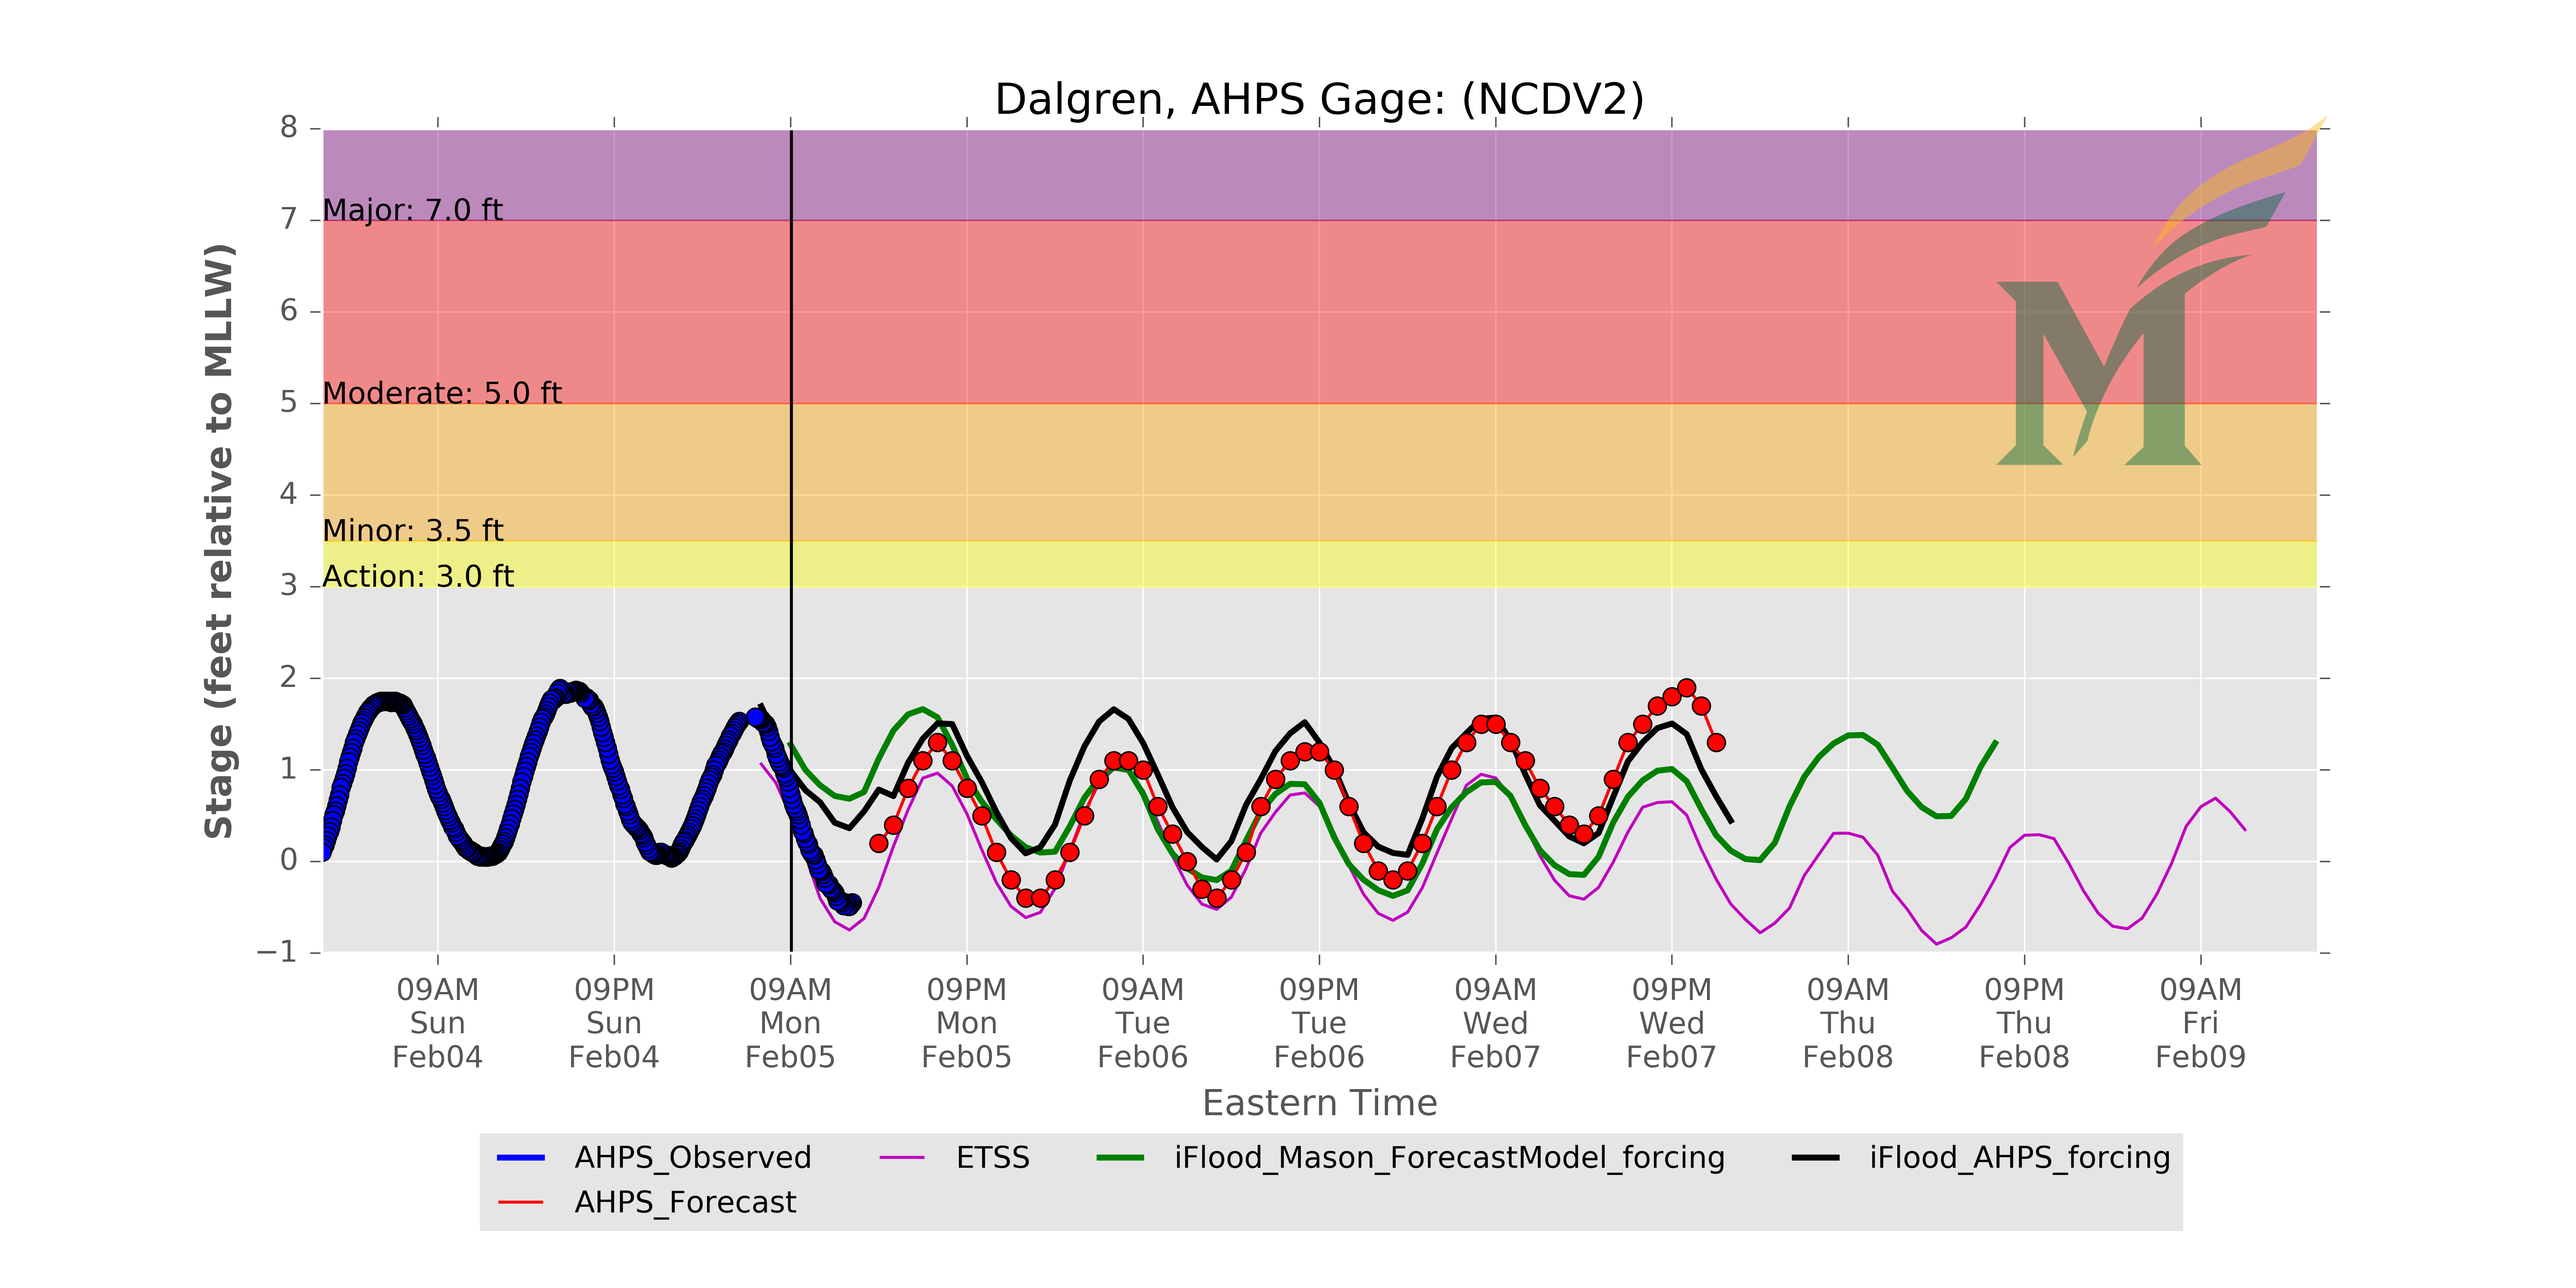 Dalgren, AHPS Gage: (NCDV2)
Stage (feet relative to MLLW)
8
7
6
5
4
3
2
1
0
−1
Major: 7.0 ft
Moderate: 5.0 ft
Minor: 3.5 ft
Action: 3.0 ft
M
09AM 09PM 09AM 09PM 09AM 09PM 09AM 09PM 09AM 09PM 09AM
Sun Sun Mon Mon Tue Tue Wed Wed Thu Thu Fri
Feb04 Feb04 Feb05 Feb05 Feb06 Feb06 Feb07 Feb07 Feb08 Feb08 Feb09
Eastern Time
AHPS_Observed ETSS iFlood_Mason_ForecastModel_forcing iFlood_AHPS_forcing
AHPS_Forecast